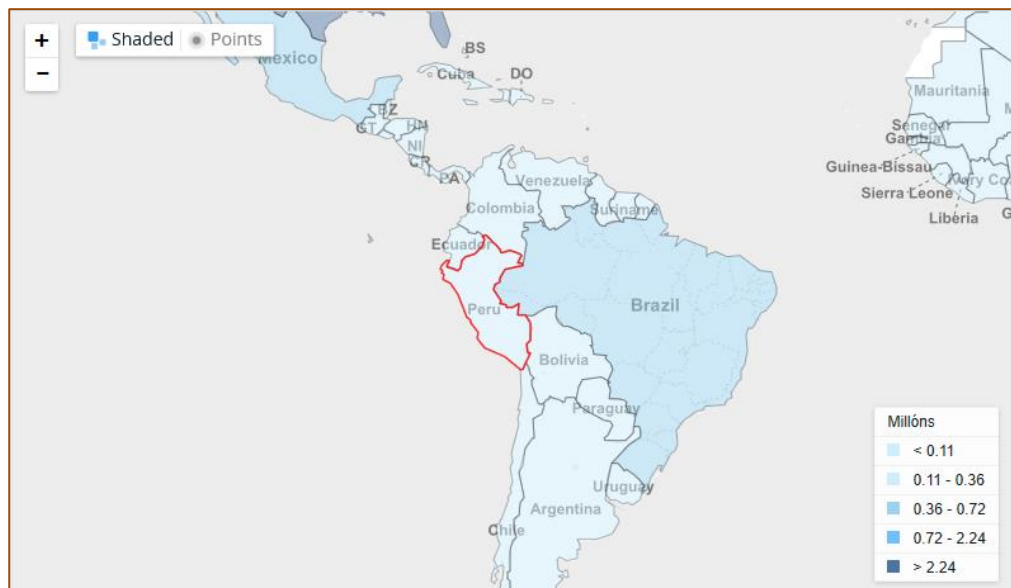 +
−
Shaded
Points
BS
Mexico
Cuba
DO
BZ
GT
HN
NI
CR
PA
Mauritania
Senegal
Gambia
Guinea-Bissau
Ivory Co
Sierra Leone
Liberia
G
M
Venezuela
Colombia
Suriname
Ecuador
Brazil
Peru
Bolivia
Paraguay
Uruguay
Argentina
Chile
Millóns
< 0.11
0.11 - 0.36
0.36 - 0.72
0.72 - 2.24
> 2.24